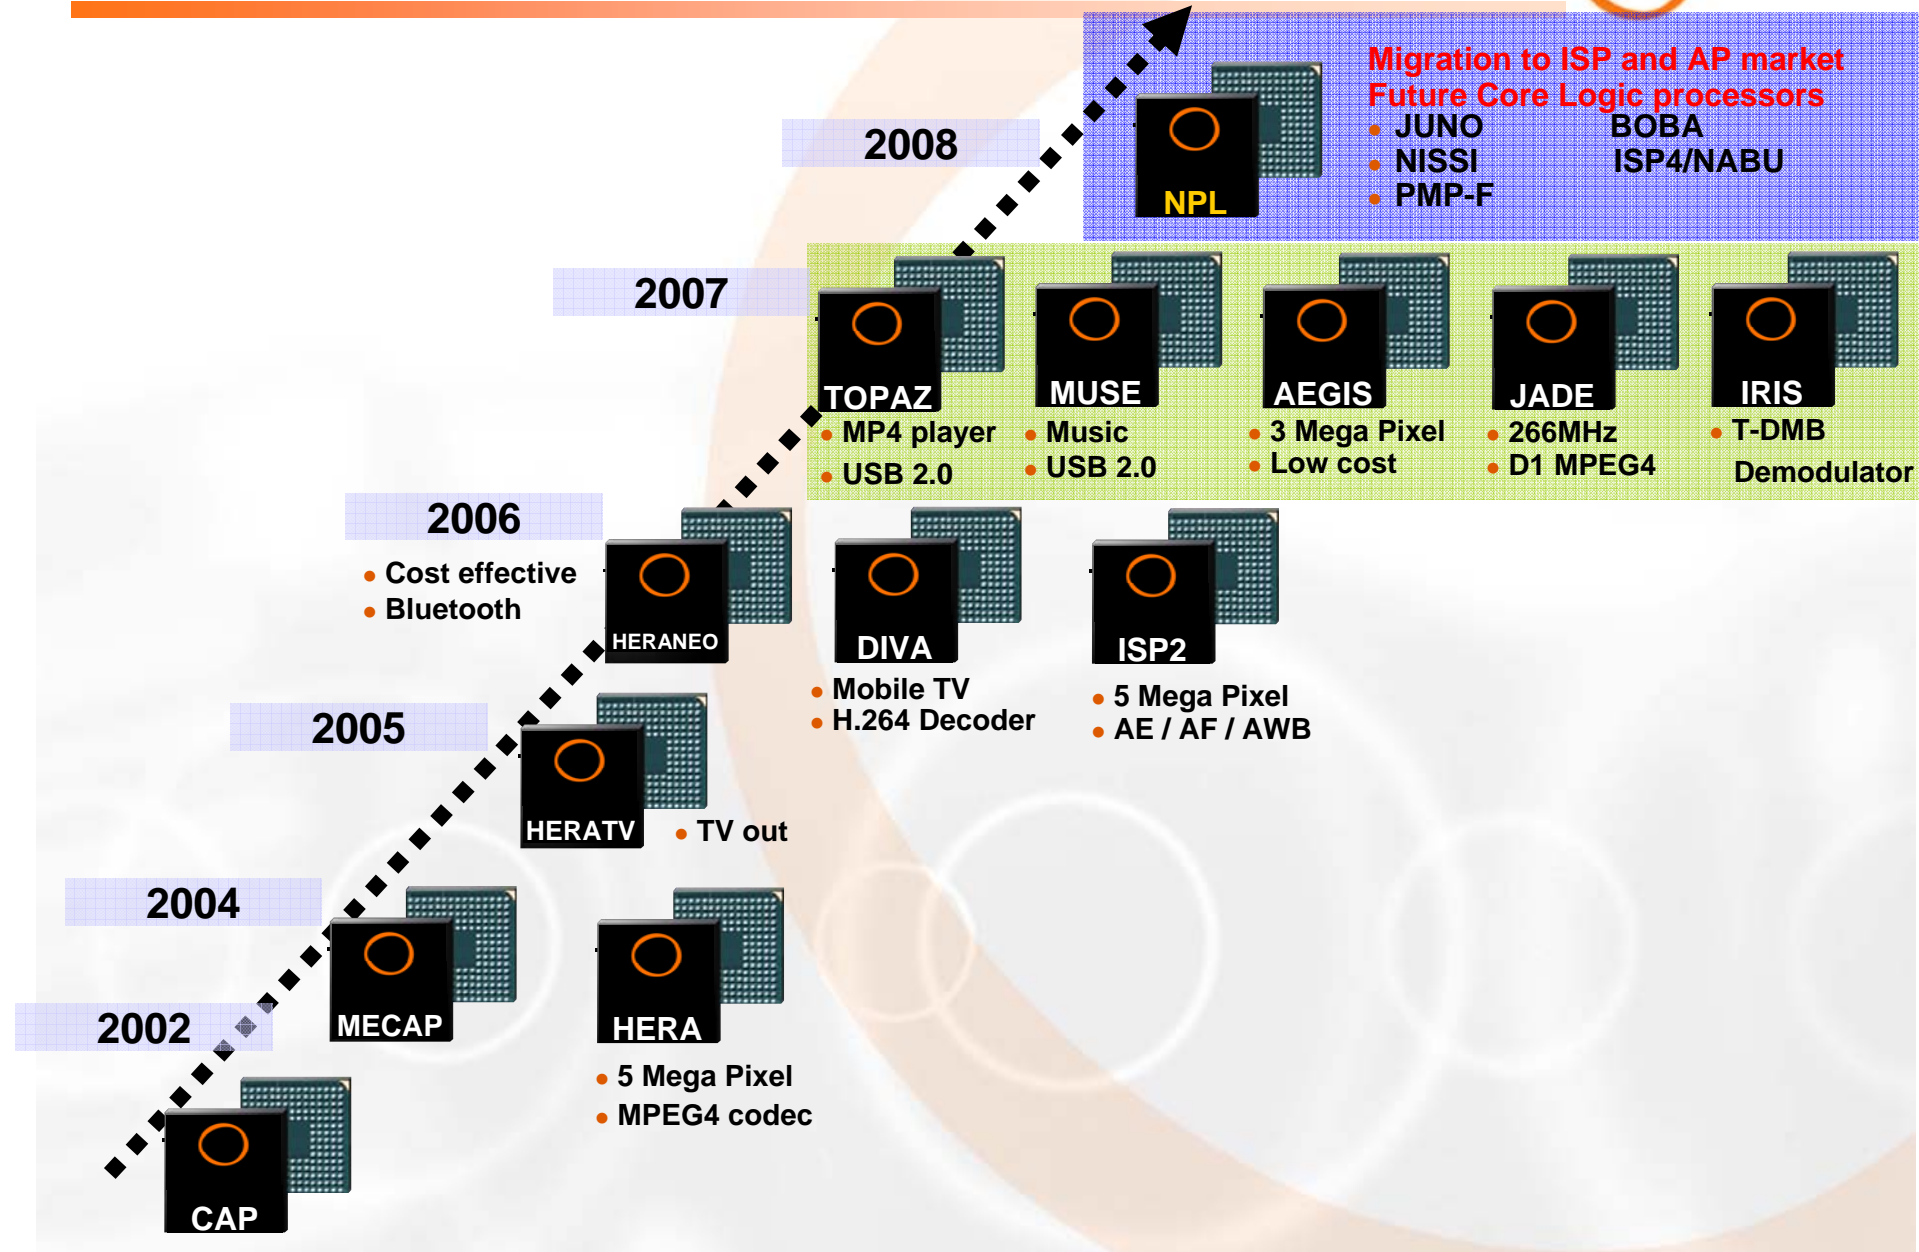 Migration to ISP and AP market
Future Core Logic processors
JUNO BOBA
NISSI ISP4/NABU
PMP-F
2008
NPL
2007
TOPAZ
MP4 player
USB 2.0
MUSE
Music
USB 2.0
AEGIS
3 Mega Pixel
Low cost
JADE
266MHz
D1 MPEG4
IRIS
T-DMB
Demodulator
2006
Cost effective
Bluetooth
HERANEO
DIVA
Mobile TV
H.264 Decoder
ISP2
5 Mega Pixel
AE / AF / AWB
2005
HERATV
TV out
2004
MECAP
HERA
5 Mega Pixel
MPEG4 codec
2002
CAP